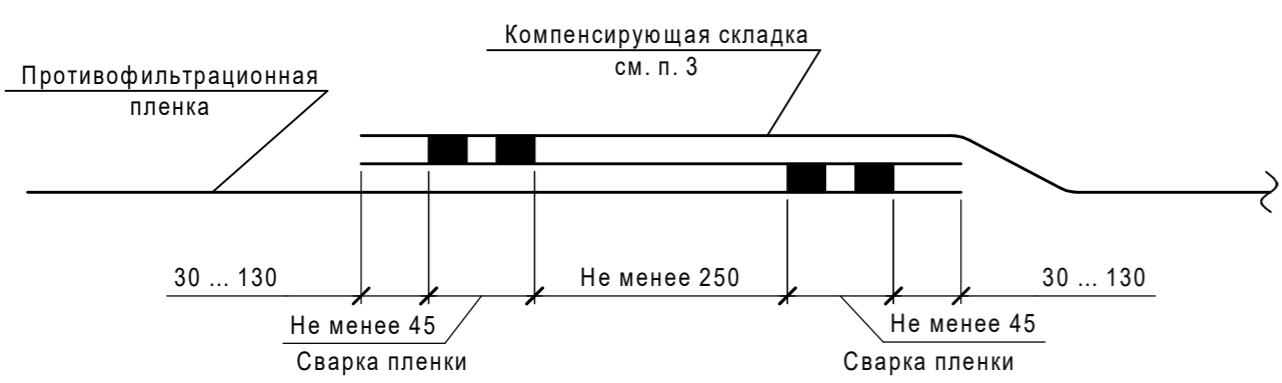 Компенсирующая складка
см. п. 3
Противофильтрационная
пленка
30 ... 130
Не менее 250
30 ... 130
Не менее 45
Сварка пленки
Не менее 45
Сварка пленки